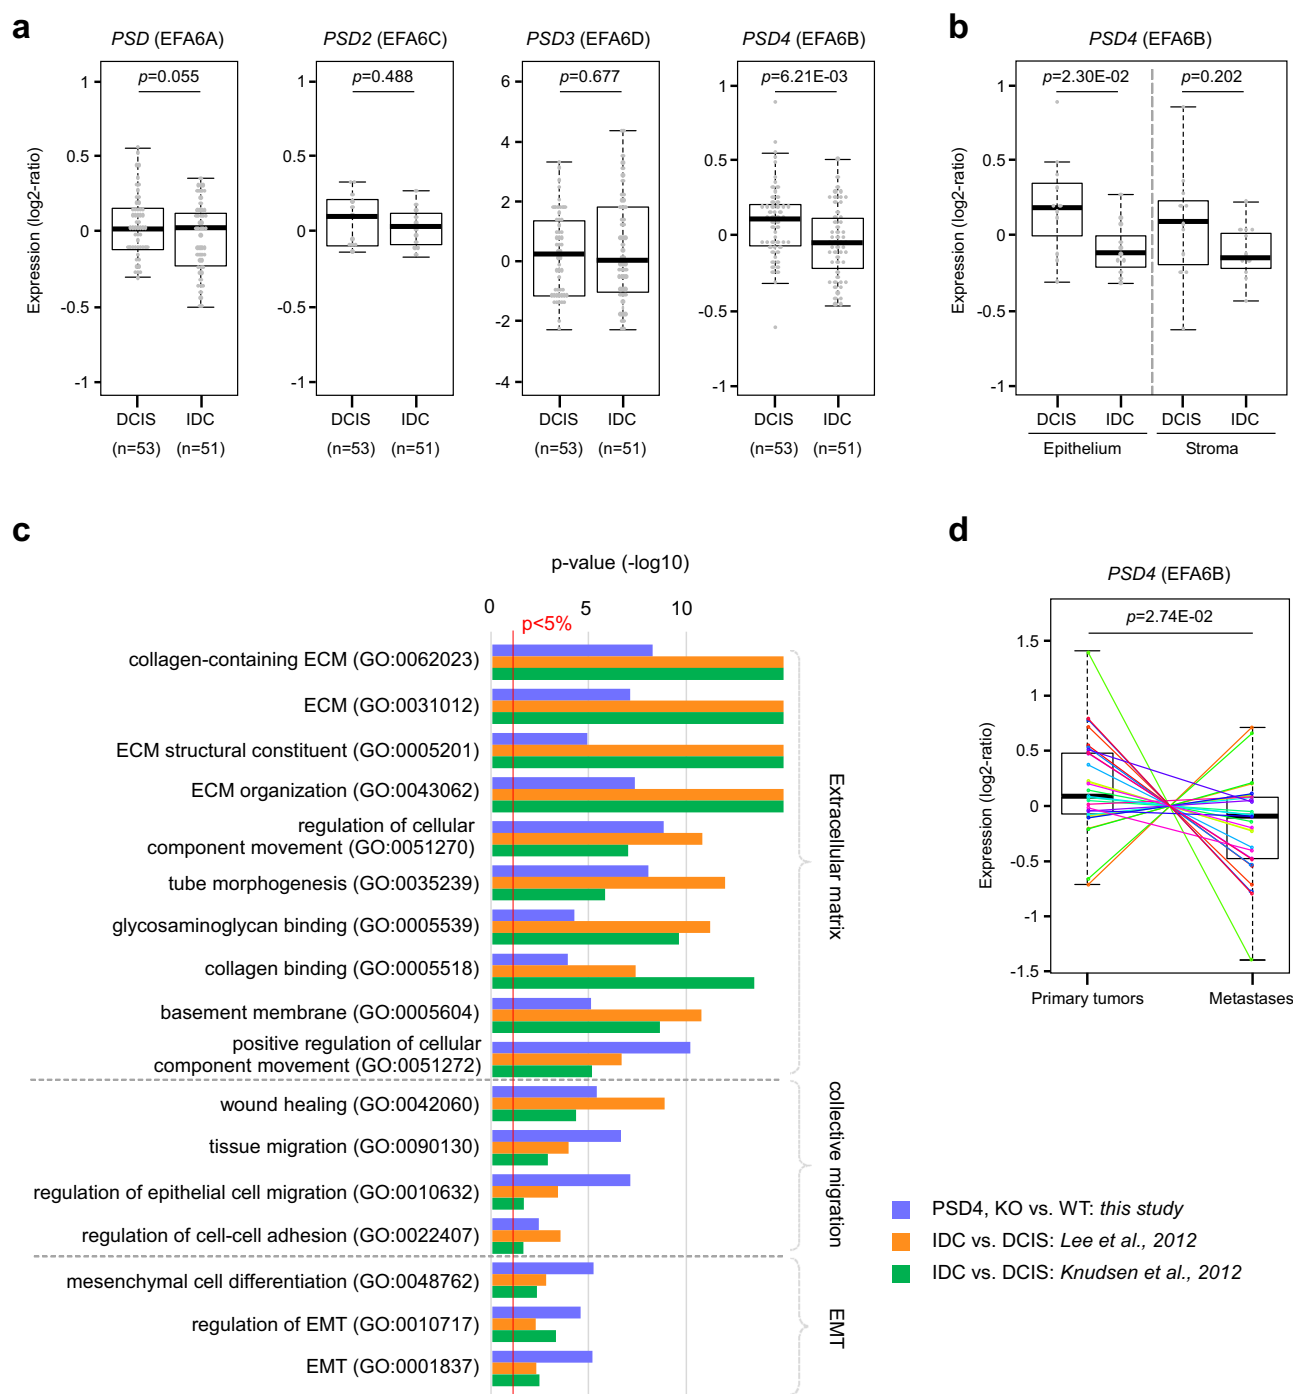 a
PSD (EFA6A)
PSD2 (EFA6C)
PSD3 (EFA6D)
PSD4 (EFA6B)
Expression (log2-ratio)
p=0.055
1
0.5
0
-0.5
-1
DCIS IDC
(n=53) (n=51)
p=0.488
1
0.5
0
-0.5
-1
DCIS IDC
(n=53) (n=51)
p=0.677
6
4
2
0
-2
-4
DCIS IDC
(n=53) (n=51)
p=6.21E-03
1
0.5
0
-0.5
-1
DCIS IDC
(n=53) (n=51)
b
PSD4 (EFA6B)
Expression (log2-ratio)
p=2.30E-02 p=0.202
1
0
-0.5
-1
DCIS IDC DCIS IDC
Epithelium Stroma
c
p-value (-log10)
0 5 10
p<5%
collagen-containing ECM (GO:0062023)
ECM (GO:0031012)
ECM structural constituent (GO:0005201)
ECM organization (GO:0043062)
regulation of cellular
component movement (GO:0051270)
tube morphogenesis (GO:0035239)
glycosaminoglycan binding (GO:0005539)
collagen binding (GO:0005518)
basement membrane (GO:0005604)
positive regulation of cellular
component movement (GO:0051272)
Extracellular matrix
wound healing (GO:0042060)
tissue migration (GO:0090130)
regulation of epithelial cell migration (GO:0010632)
regulation of cell-cell adhesion (GO:0022407)
collective migration
mesenchymal cell differentiation (GO:0048762)
regulation of EMT (GO:0010717)
EMT (GO:0001837)
EMT
d
PSD4 (EFA6B)
Expression (log2-ratio)
p=2.74E-02
1.5
1
0.5
0
-0.5
-1
-1.5
Primary tumors Metastases
PSD4, KO vs. WT: this study
IDC vs. DCIS: Lee et al., 2012
IDC vs. DCIS: Knudsen et al., 2012